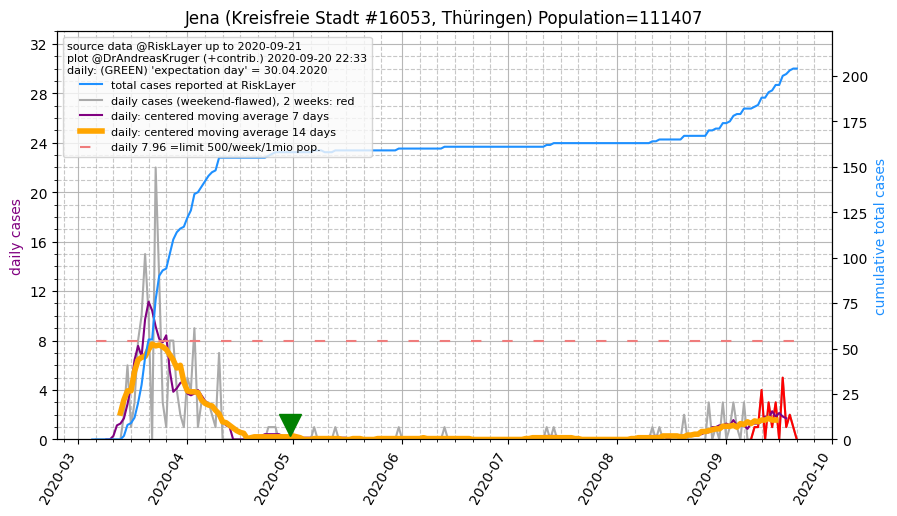 Jena (Kreisfreie Stadt #16053, Thüringen) Population=111407
source data @RiskLayer up to 2020-09-21
plot @DrAndreasKruger (+contrib.) 2020-09-20 22:33
daily: (GREEN) 'expectation day' = 30.04.2020
total cases reported at RiskLayer
daily cases (weekend-flawed), 2 weeks: red
daily: centered moving average 7 days
daily: centered moving average 14 days
daily 7.96 =limit 500/week/1mio pop.
daily cases
32
28
24
20
16
12
8
4
0
cumulative total cases
200
175
150
125
100
75
50
25
0
2020-03
2020-04
2020-05
2020-06
2020-07
2020-08
2020-09
2020-10